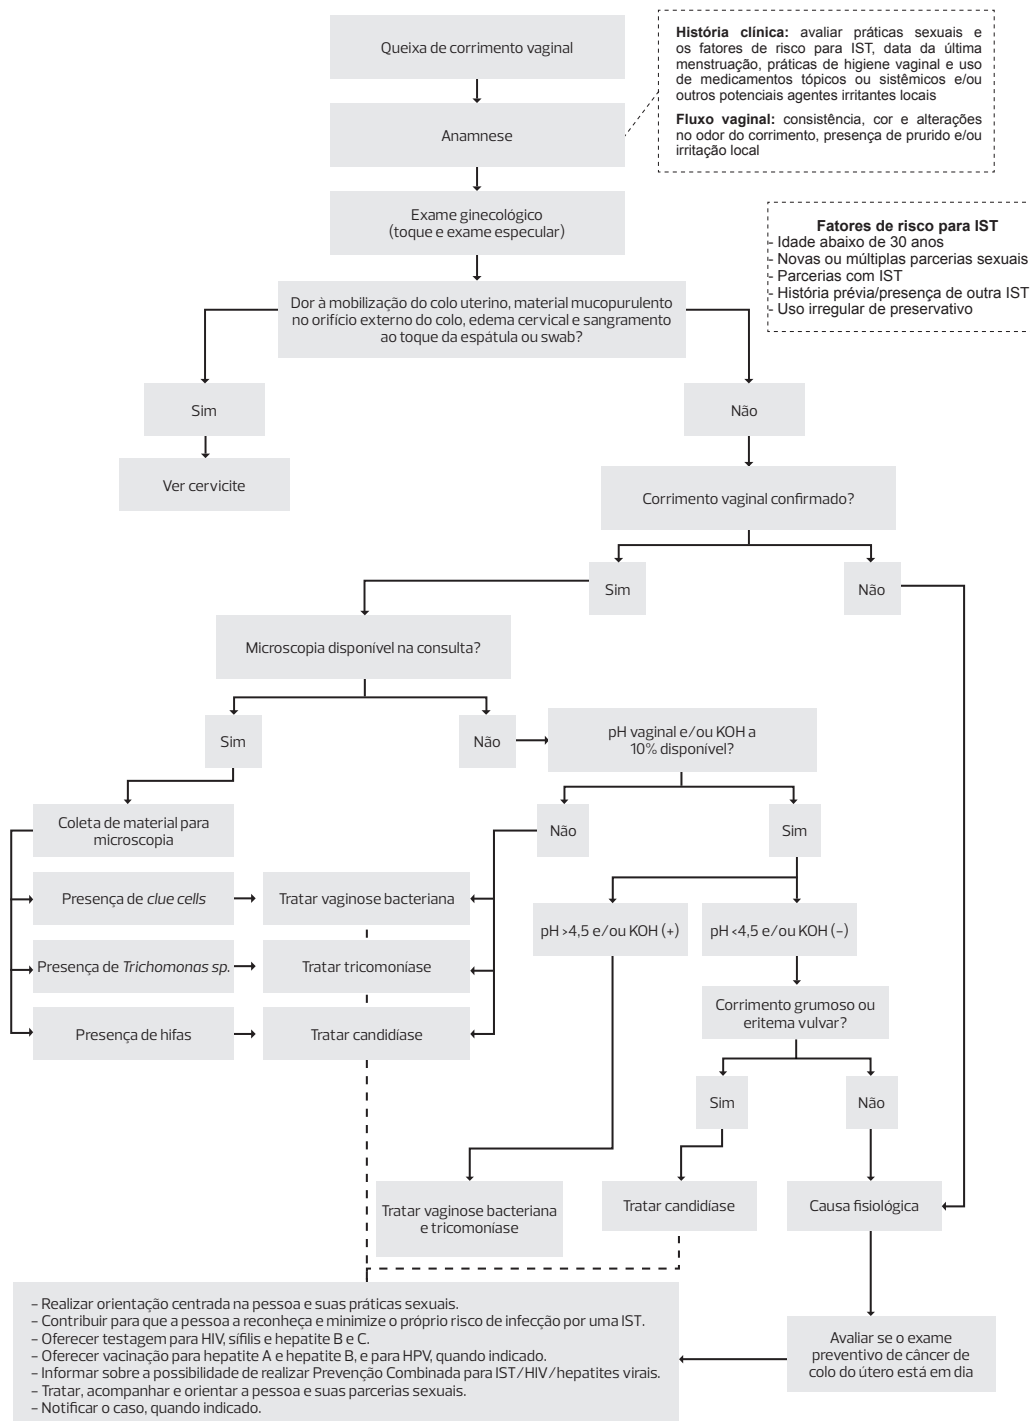 Queixa de corrimento vaginal
História clínica: avaliar práticas sexuais e
os fatores de risco para IST, data da última
menstruação, práticas de higiene vaginal e uso
de medicamentos tópicos ou sistêmicos e/ou
outros potenciais agentes irritantes locais
Fluxo vaginal: consistência, cor e alterações
no odor do corrimento, presença de prurido e/ou
irritação local
Anamnese
Exame ginecológico
(toque e exame especular)
Fatores de risco para IST
- Idade abaixo de 30 anos
- Novas ou múltiplas parcerias sexuais
- Parcerias com IST
- História prévia/presença de outra IST
- Uso irregular de preservativo
Dor à mobilização do colo uterino, material mucopurulento
no orifício externo do colo, edema cervical e sangramento
ao toque da espátula ou swab?
Sim
Não
Ver cervicite
Corrimento vaginal confirmado?
Sim
Não
Microscopia disponível na consulta?
Sim
Não
pH vaginal e/ou KOH a
10% disponível?
Coleta de material para
microscopia
Não
Sim
Presença de clue cells
Tratar vaginose bacteriana
pH >4,5 e/ou KOH (+)
pH <4,5 e/ou KOH (-)
Presença de Trichomonas sp.
Tratar tricomoníase
Presença de hifas
Tratar candidíase
Corrimento grumoso ou
eritema vulvar?
Sim
Não
Tratar vaginose bacteriana
e tricomoníase
Tratar candidíase
Causa fisiológica
- Realizar orientação centrada na pessoa e suas práticas sexuais.
- Contribuir para que a pessoa a reconheça e minimize o próprio risco de infecção por uma IST.
- Oferecer testagem para HIV, sífilis e hepatite B e C.
- Oferecer vacinação para hepatite A e hepatite B, e para HPV, quando indicado.
- Informar sobre a possibilidade de realizar Prevenção Combinada para IST/HIV/hepatites virais.
- Tratar, acompanhar e orientar a pessoa e suas parcerias sexuais.
- Notificar o caso, quando indicado.
Avaliar se o exame
preventivo de câncer de
colo do útero está em dia